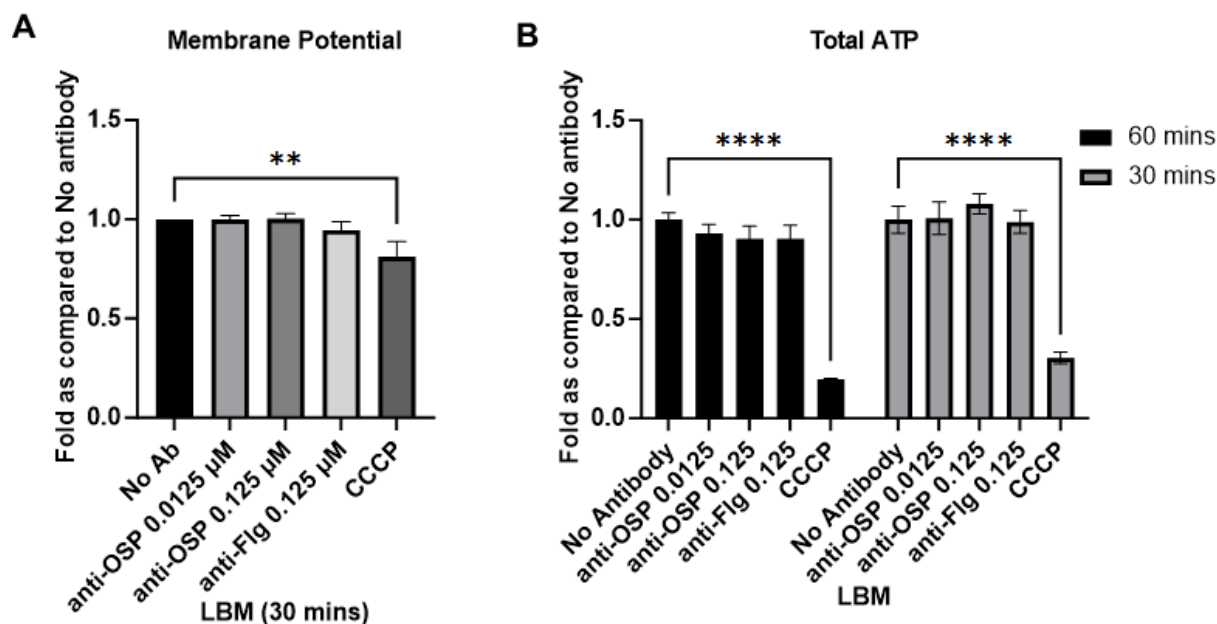 A
Membrane Potential
Fold as compared to No antibody
1.5
1.0
0.5
0.0
**
No Ab
anti-OSP 0.0125 µM
anti-OSP 0.125 µM
anti-Flg 0.125 µM
CCCP
LBM (30 mins)
B
Total ATP
Fold as compared to No antibody
1.5
1.0
0.5
0.0
****
****
60 mins
30 mins
No Antibody
anti-OSP 0.0125
anti-OSP 0.125
anti-Flg 0.125
CCCP
No Antibody
anti-OSP 0.0125
anti-OSP 0.125
anti-Flg 0.125
CCCP
LBM